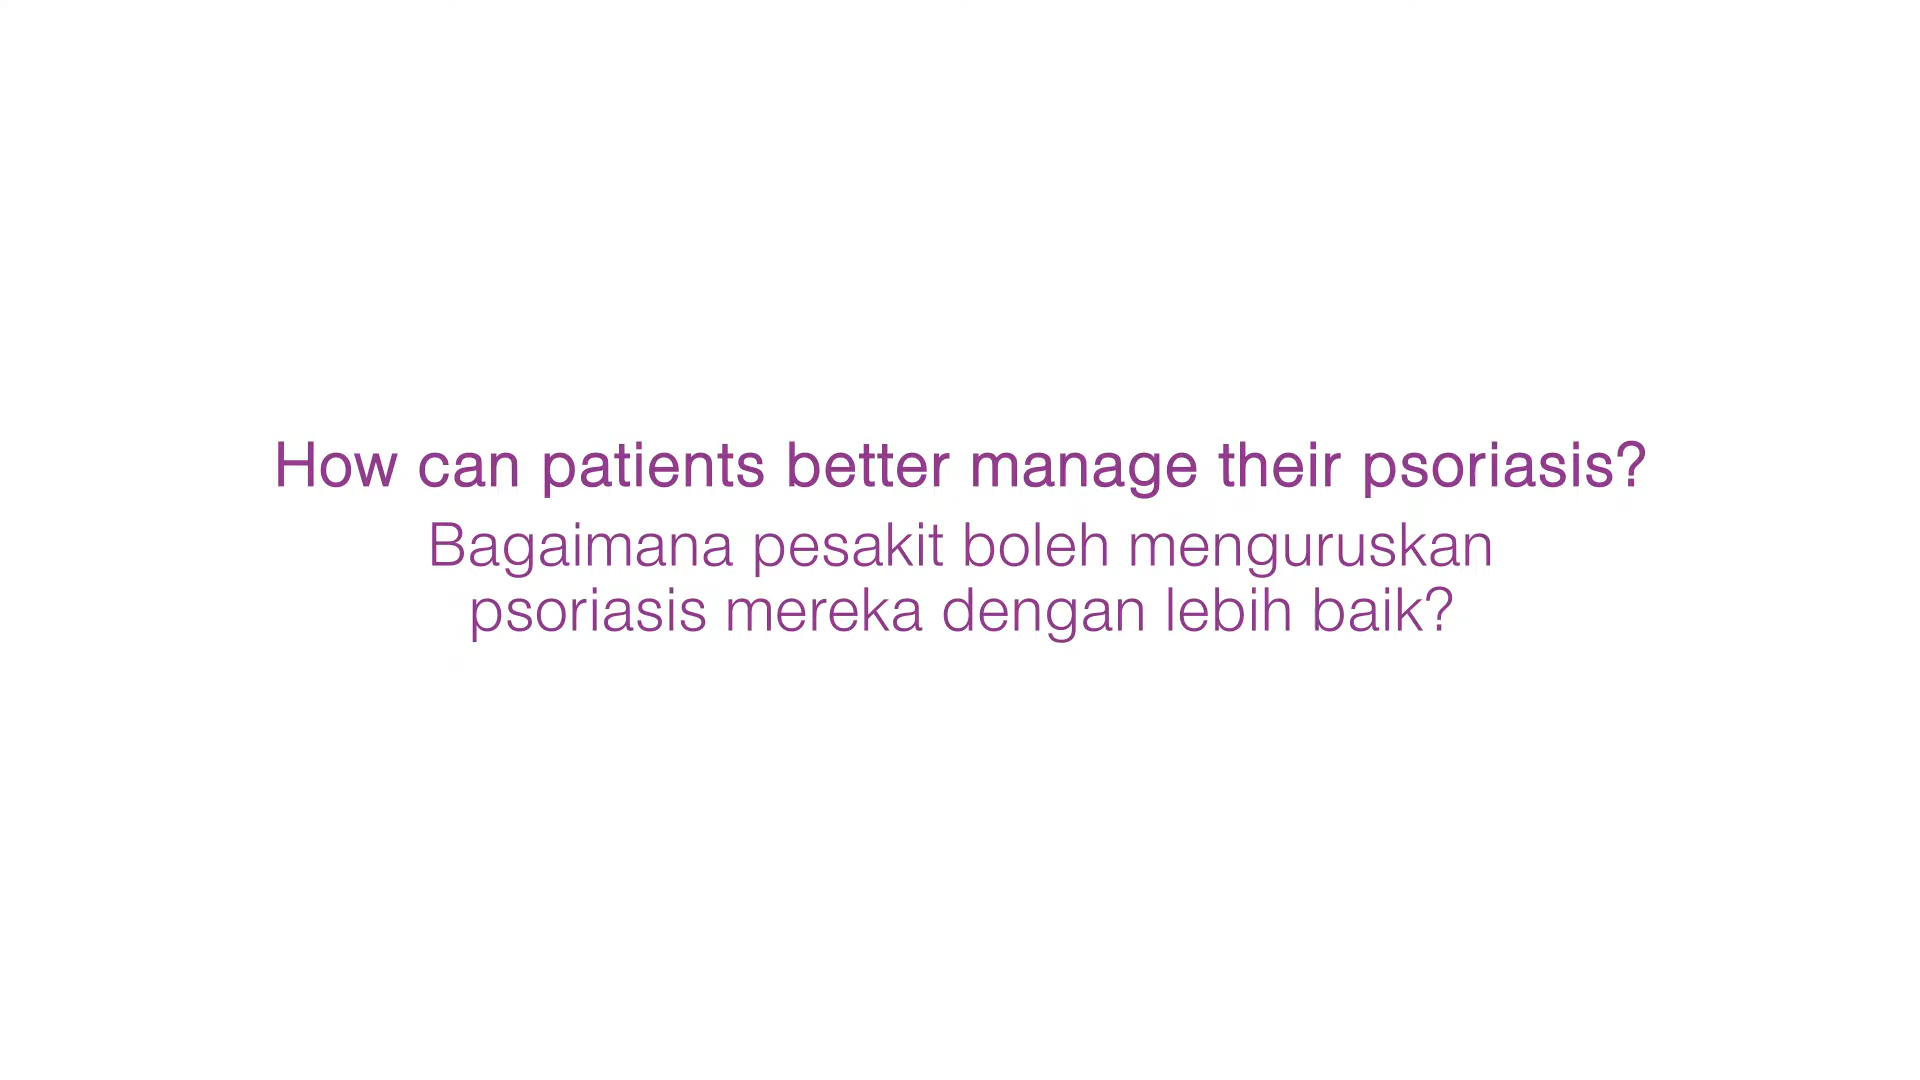 How can patients better manage their psoriasis?
Bagaimana pesakit boleh menguruskan
psoriasis mereka dengan lebih baik?